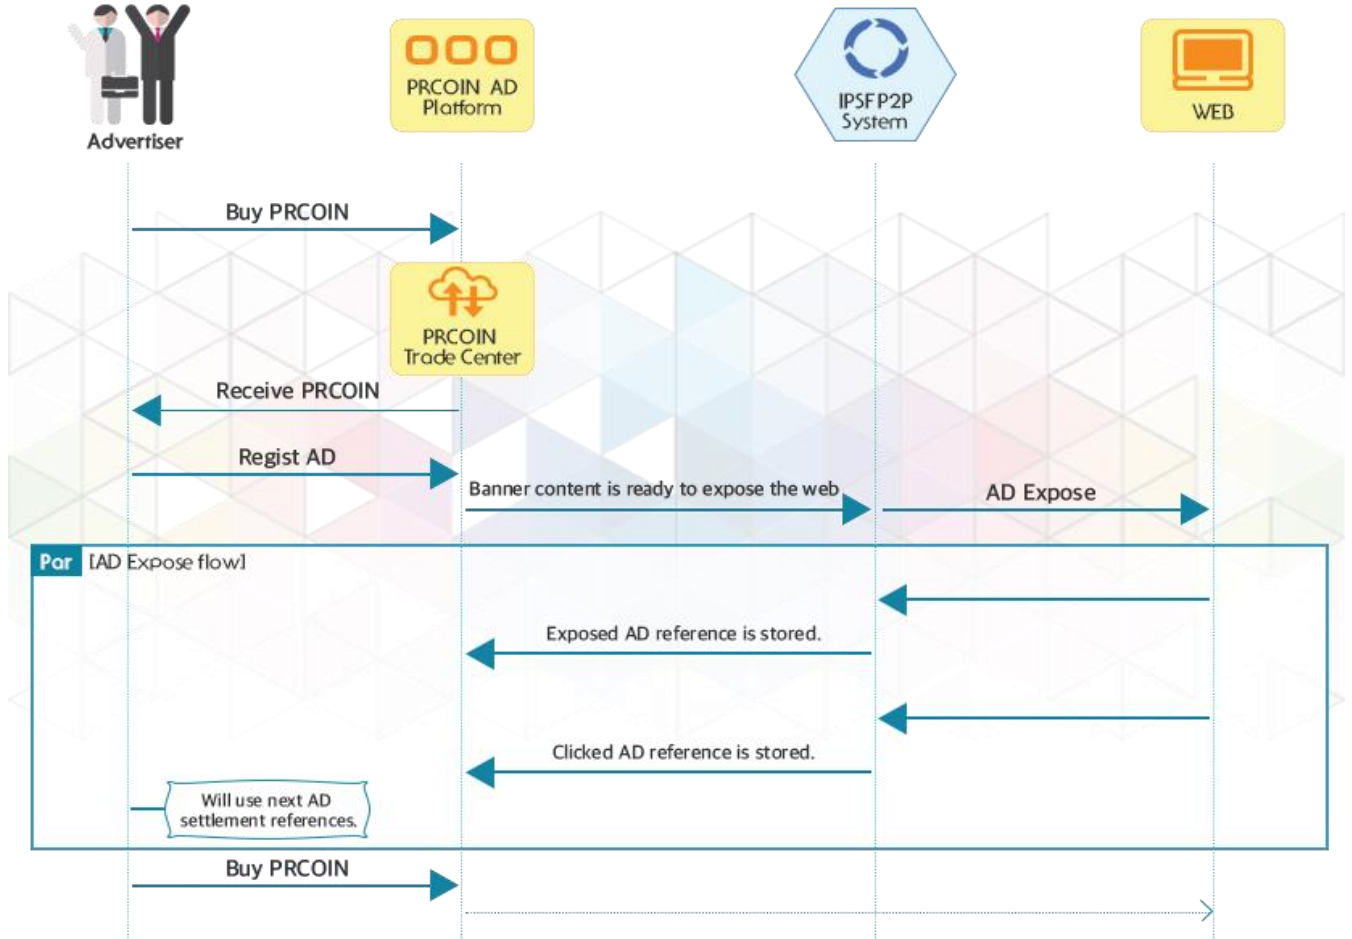 Advertiser
PRCOIN AD
Platform
IPSFP2P
System
WEB
Buy PRCOIN
PRCOIN
Trade Center
Receive PRCOIN
Regist AD
Banner content is ready to expose the web
AD Expose
Par [AD Expose flow]
Exposed AD reference is stored.
Clicked AD reference is stored.
Will use next AD
settlement references.
Buy PRCOIN